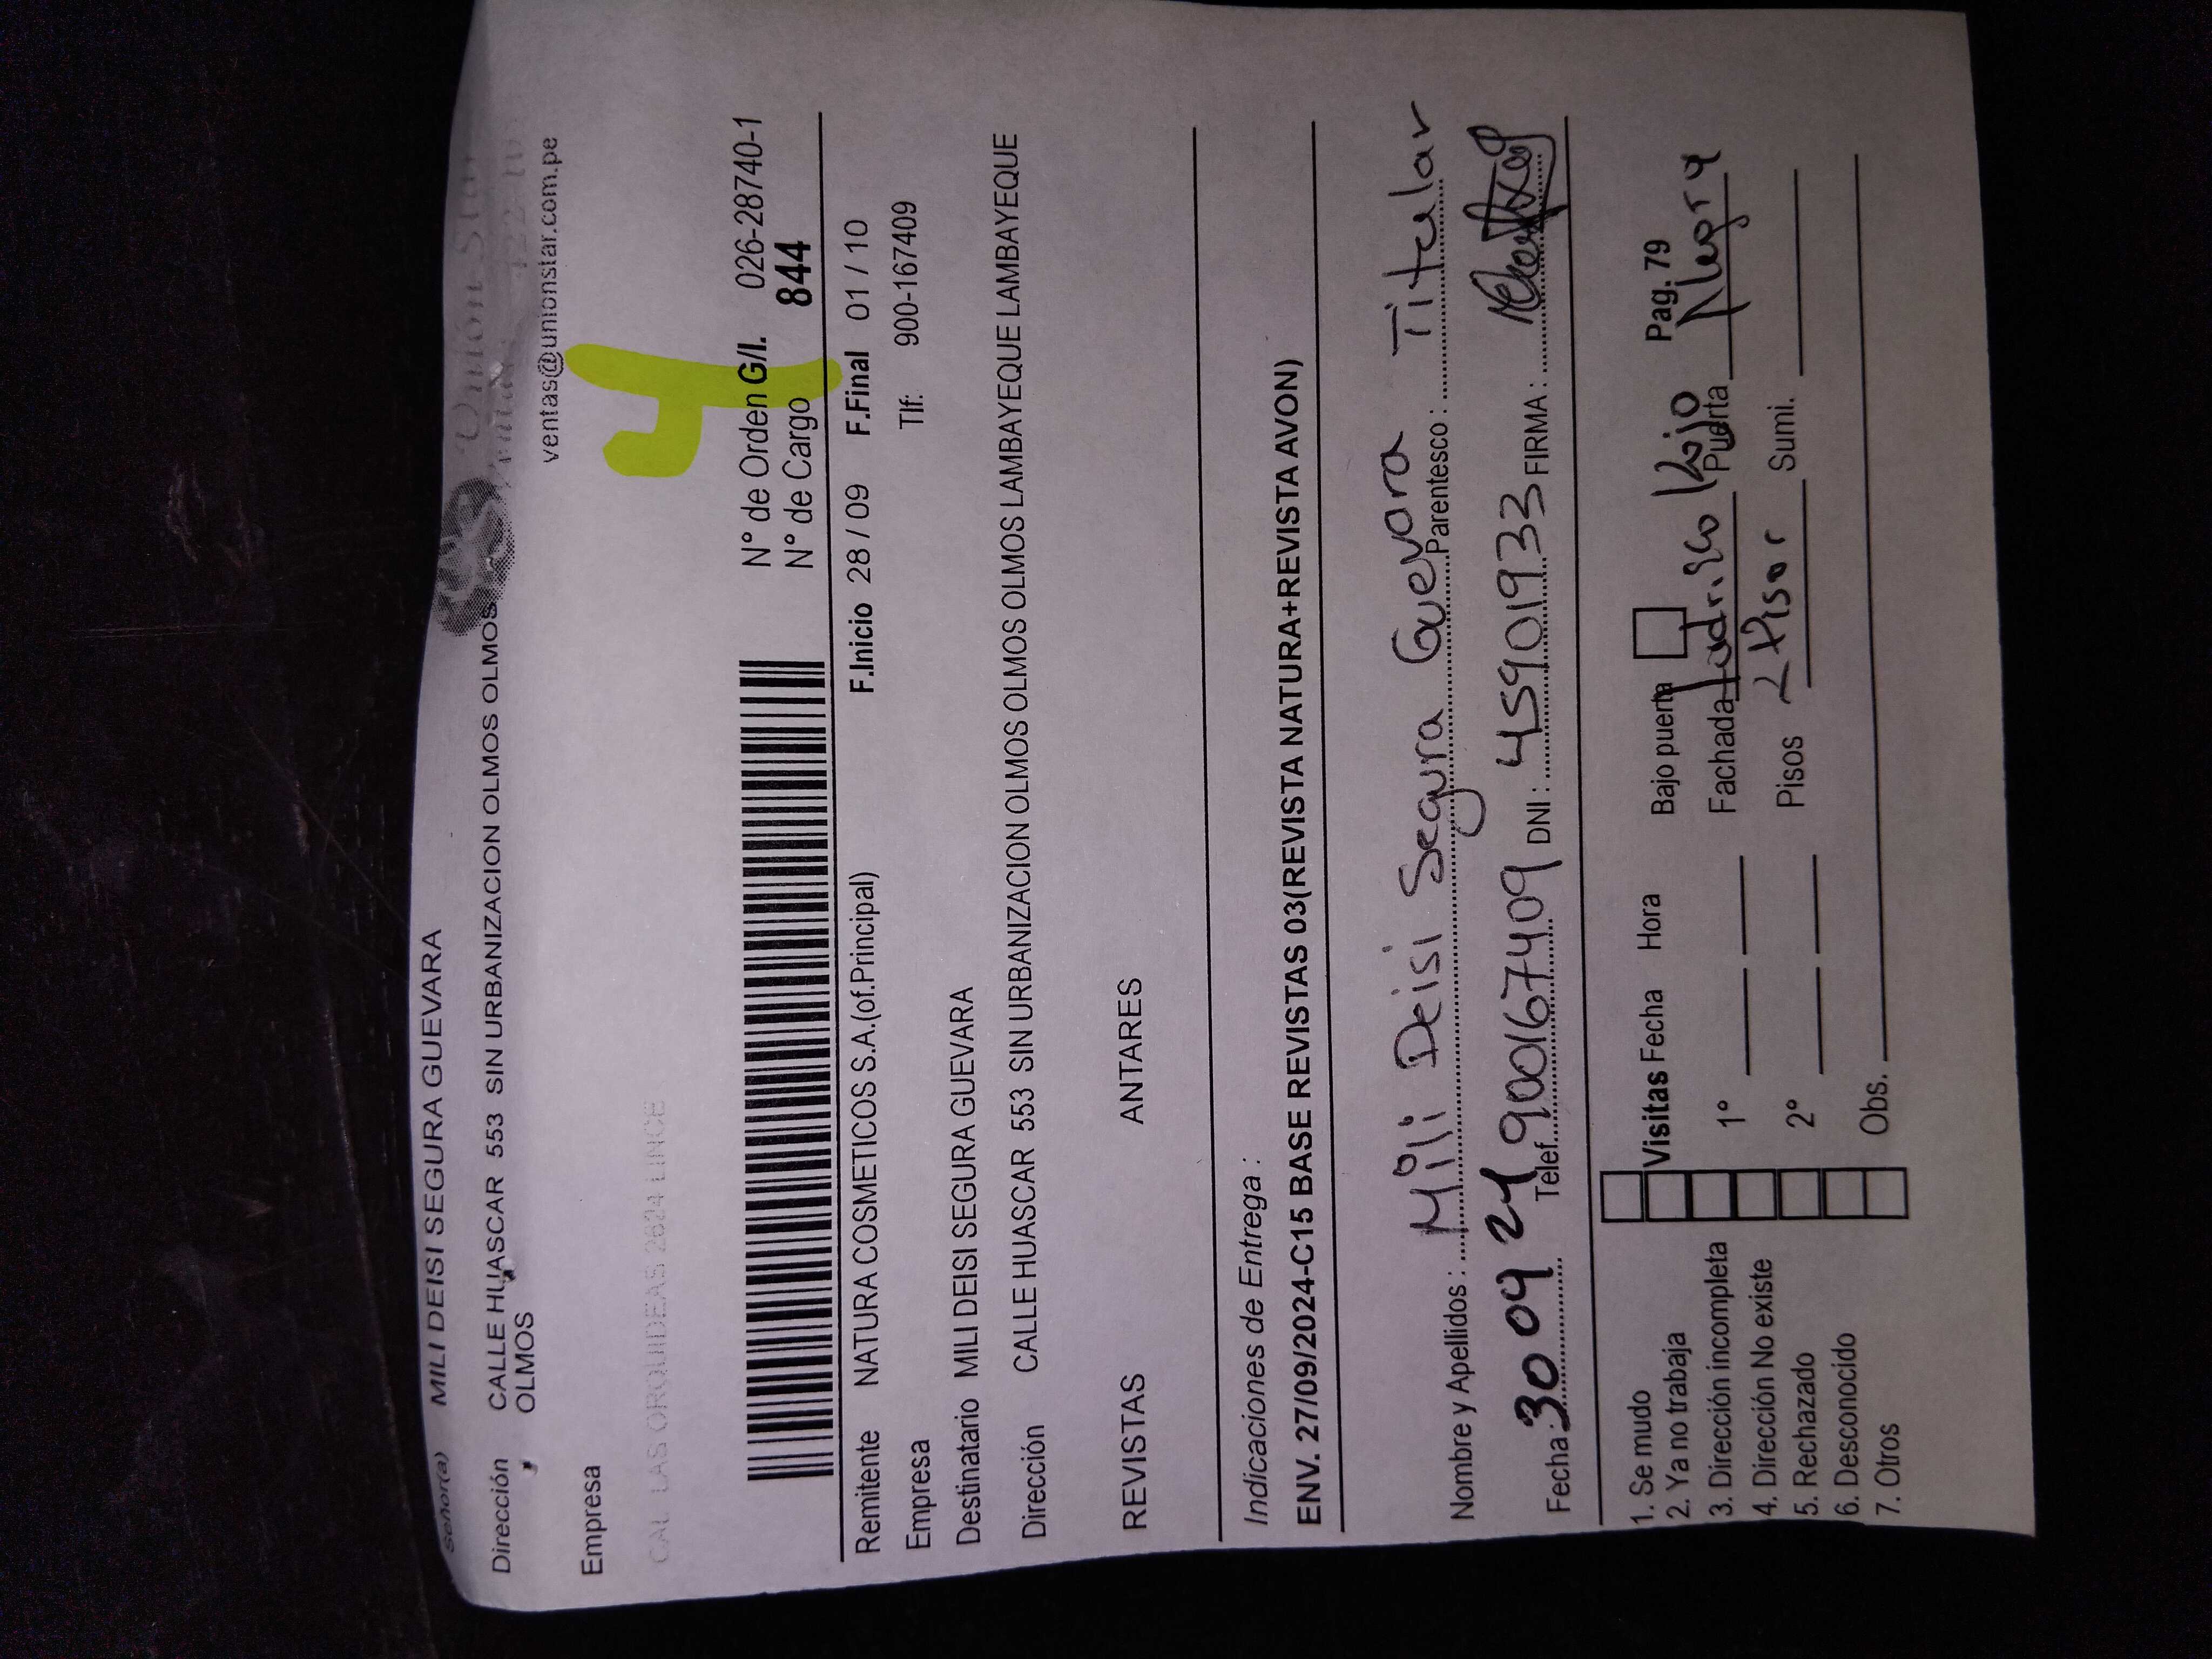 Señor(a) MILI DEISI SEGURA GUEVARA
Dirección CALLE HUASCAR 553 SIN URBANIZACION OLMOS OLMOS
OLMOS
Unión Star
ventas@unionstar.com.pe
Empresa
CAL LAS ORQUIDEAS 2624 LINCE
4
N° de Orden G/I. 026-28740-1
N° de Cargo 844
Remitente NATURA COSMETICOS S.A.(of.Principal) F.Inicio 28 / 09 F.Final 01 / 10
Empresa Tlf: 900-167409
Destinatario MILI DEISI SEGURA GUEVARA
Dirección CALLE HUASCAR 553 SIN URBANIZACION OLMOS OLMOS OLMOS LAMBAYEQUE LAMBAYEQUE LAMBAYEQUE
REVISTAS ANTARES
Indicaciones de Entrega :
ENV. 27/09/2024-C15 BASE REVISTAS 03(REVISTA NATURA+REVISTA AVON)
Nombre y Apellidos : Mili Deisi Segura Guevara Parentesco : Titular
Fecha : 30 09 24 Telef. 900167409 DNI : 45901933 FIRMA :
1. Se mudo
2. Ya no trabaja Visitas Fecha Hora Bajo puerta Pag. 79
3. Dirección incompleta 1° Fachada Ladrillo Rojo Puerta Negra
4. Dirección No existe
5. Rechazado 2° Pisos 2 Pisos Sumi.
6. Desconocido
7. Otros Obs.